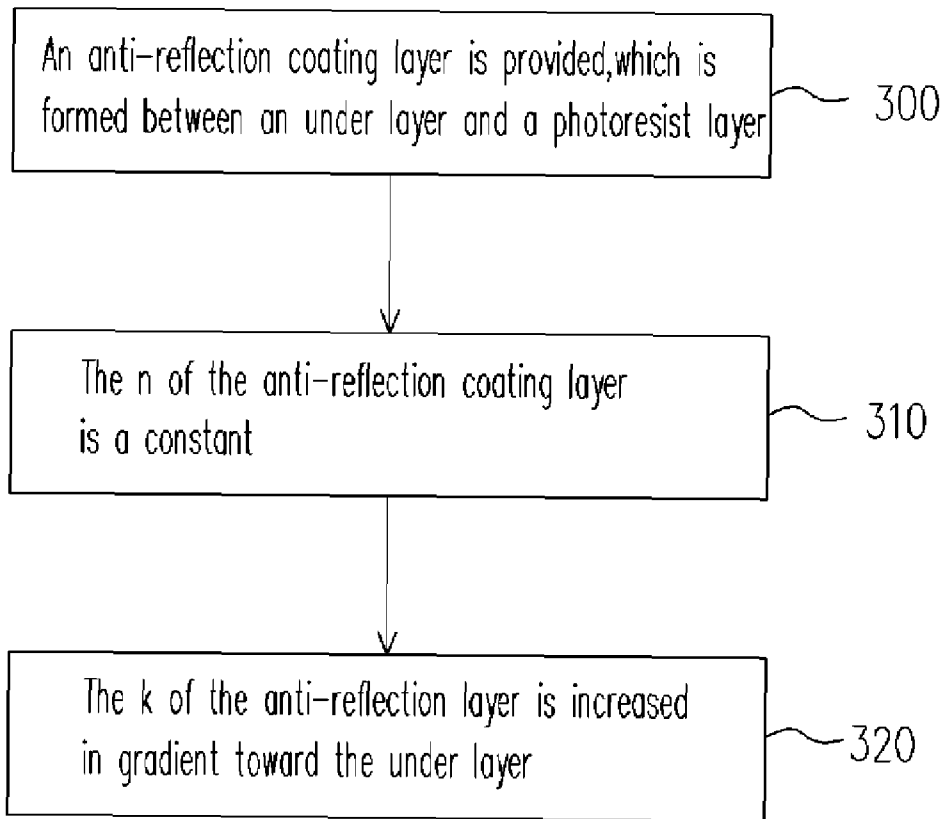 An anti-reflection coating layer is provided,which is
formed between an under layer and a photoresist layer
300
The n of the anti-reflection coating layer
is a constant
310
The k of the anti-reflection layer is increased
in gradient toward the under layer
320